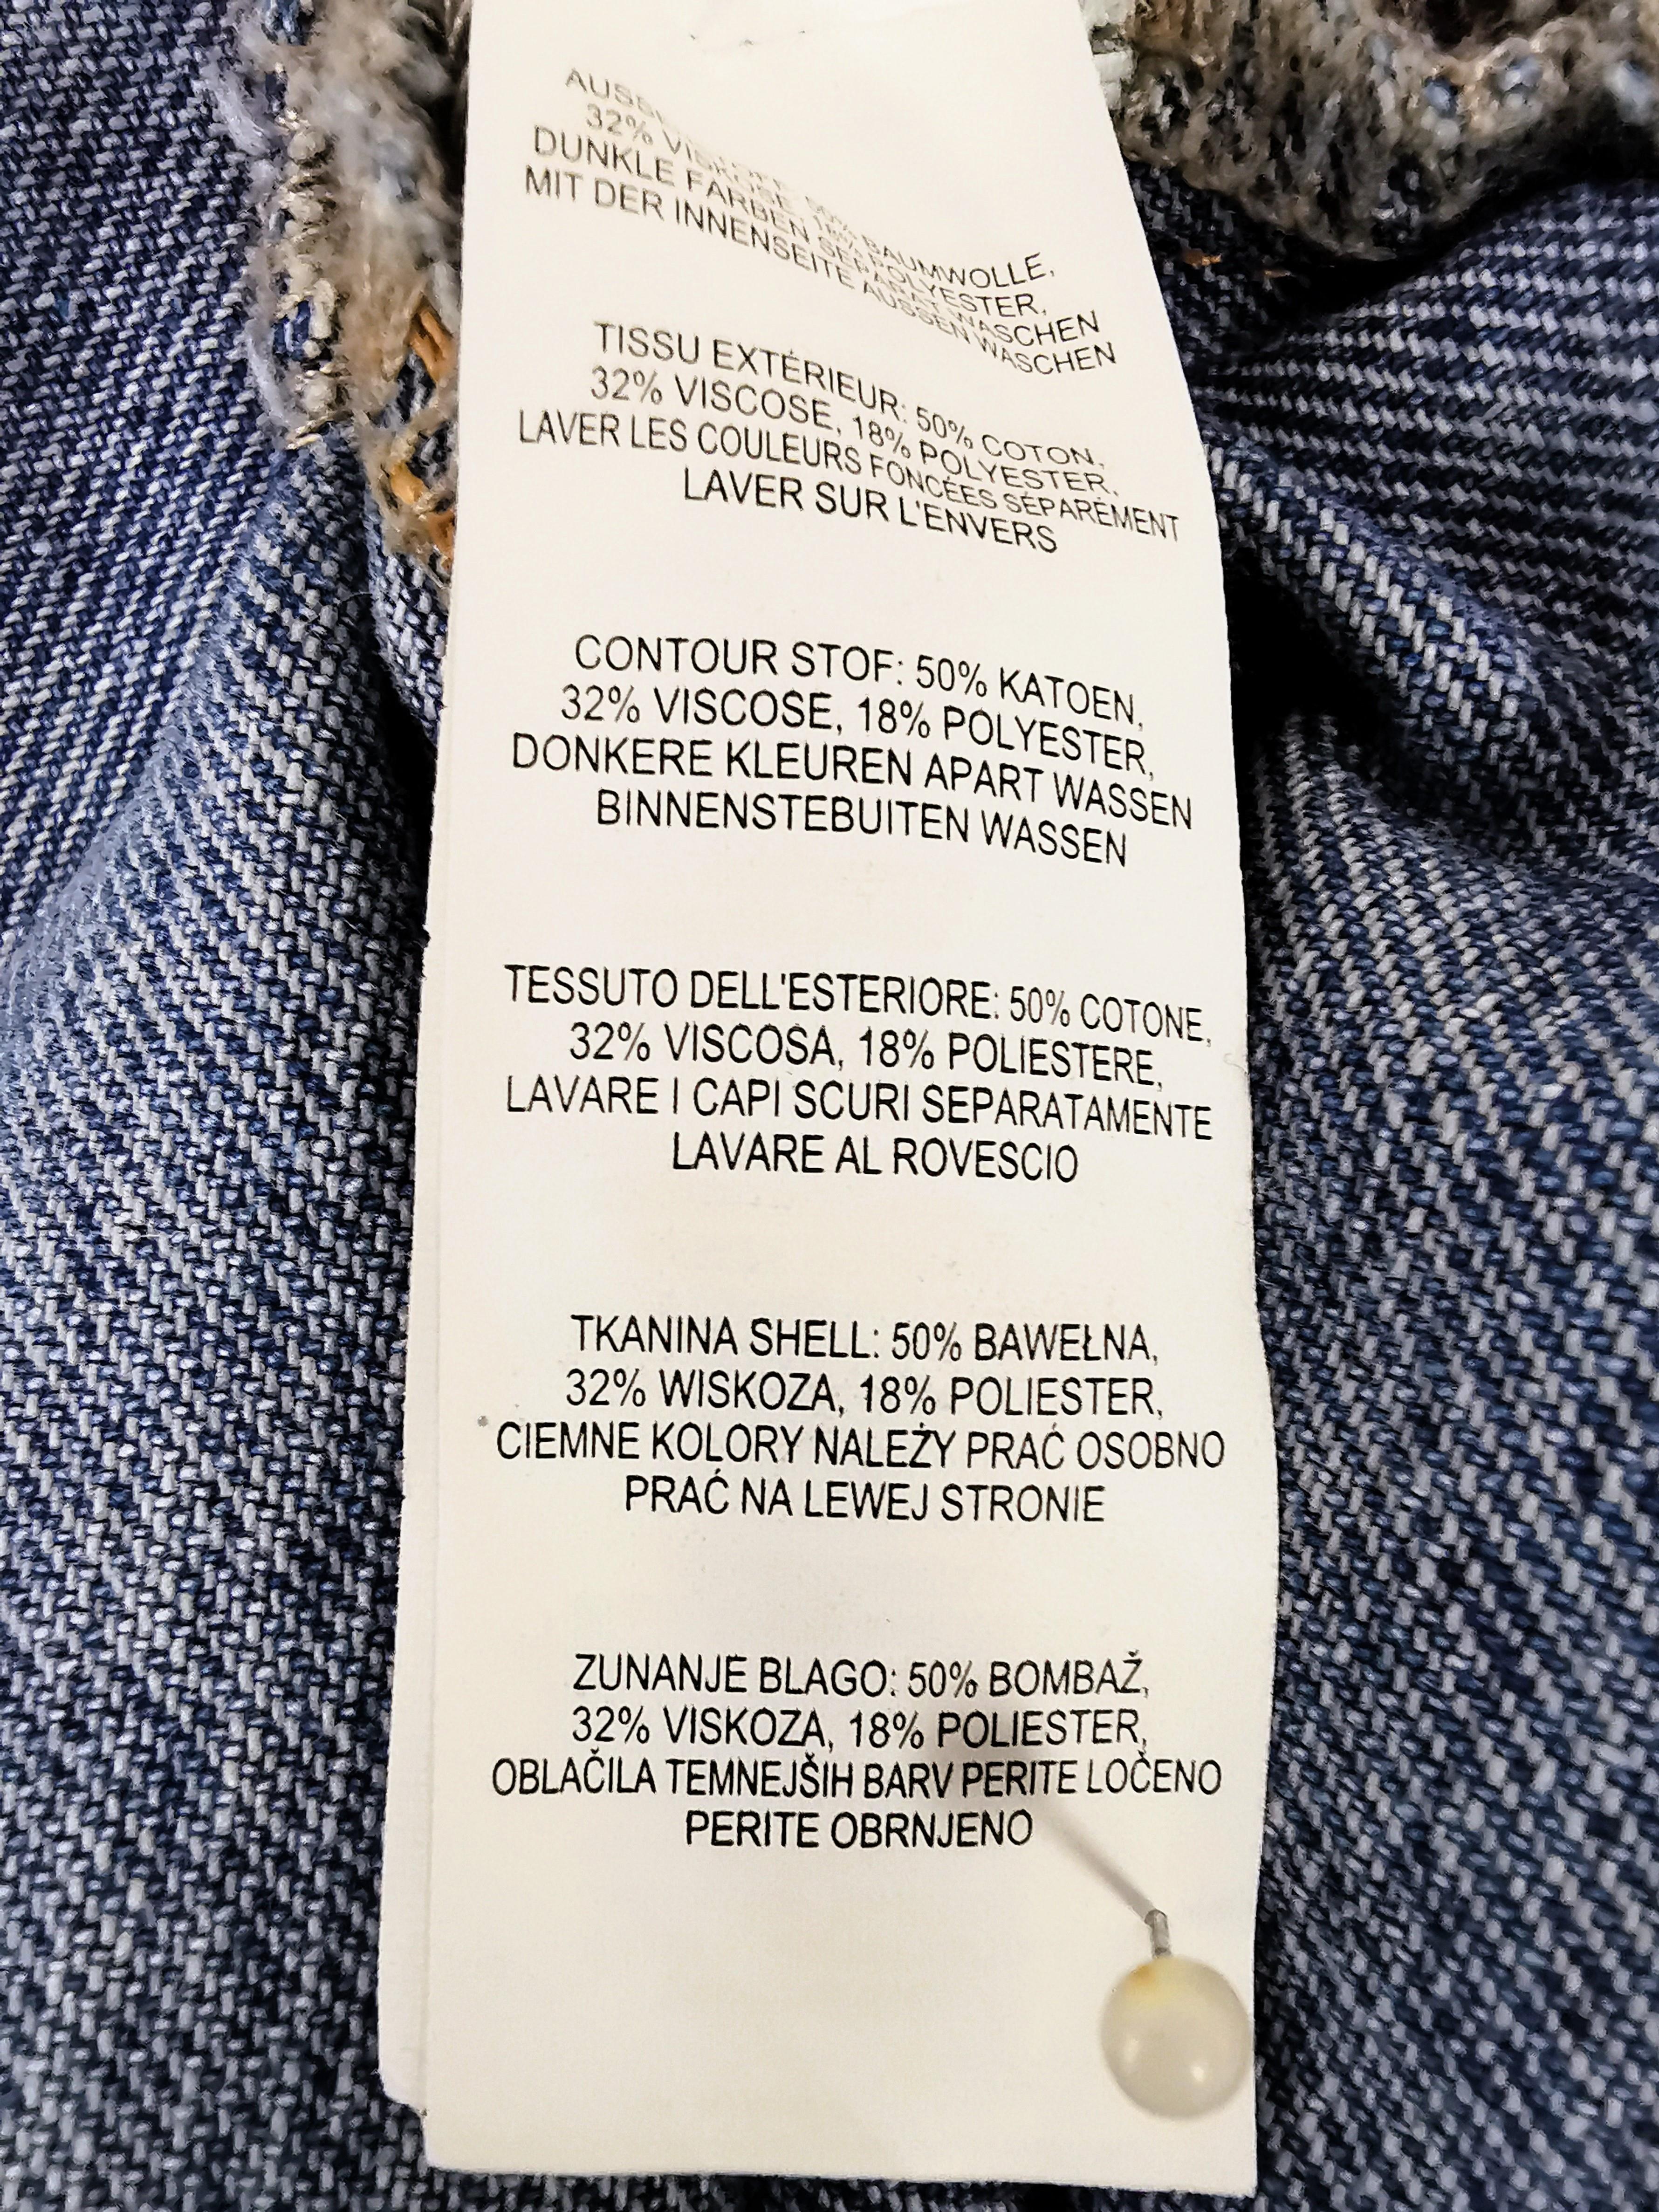 32% VISKOSE, 18% POLYESTER,
DUNKLE FARBEN SEPARAT WASCHEN
MIT DER INNENSEITE AUSSEN WASCHEN
TISSU EXTÉRIEUR: 50% COTON,
32% VISCOSE, 18% POLYESTER,
LAVER LES COULEURS FONCÉES SÉPARÉMENT
LAVER SUR L'ENVERS
CONTOUR STOF: 50% KATOEN,
32% VISCOSE, 18% POLYESTER,
DONKERE KLEUREN APART WASSEN
BINNENSTEBUITEN WASSEN
TESSUTO DELL'ESTERIORE: 50% COTONE,
32% VISCOSA, 18% POLIESTERE,
LAVARE I CAPI SCURI SEPARATAMENTE
LAVARE AL ROVESCIO
TKANINA SHELL: 50% BAWEŁNA,
32% WISKOZA, 18% POLIESTER,
CIEMNE KOLORY NALEŻY PRAĆ OSOBNO
PRAĆ NA LEWEJ STRONIE
ZUNANJE BLAGO: 50% BOMBAŽ,
32% VISKOZA, 18% POLIESTER,
OBLAČILA TEMNEJŠIH BARV PERITE LOČENO
PERITE OBRNJENO